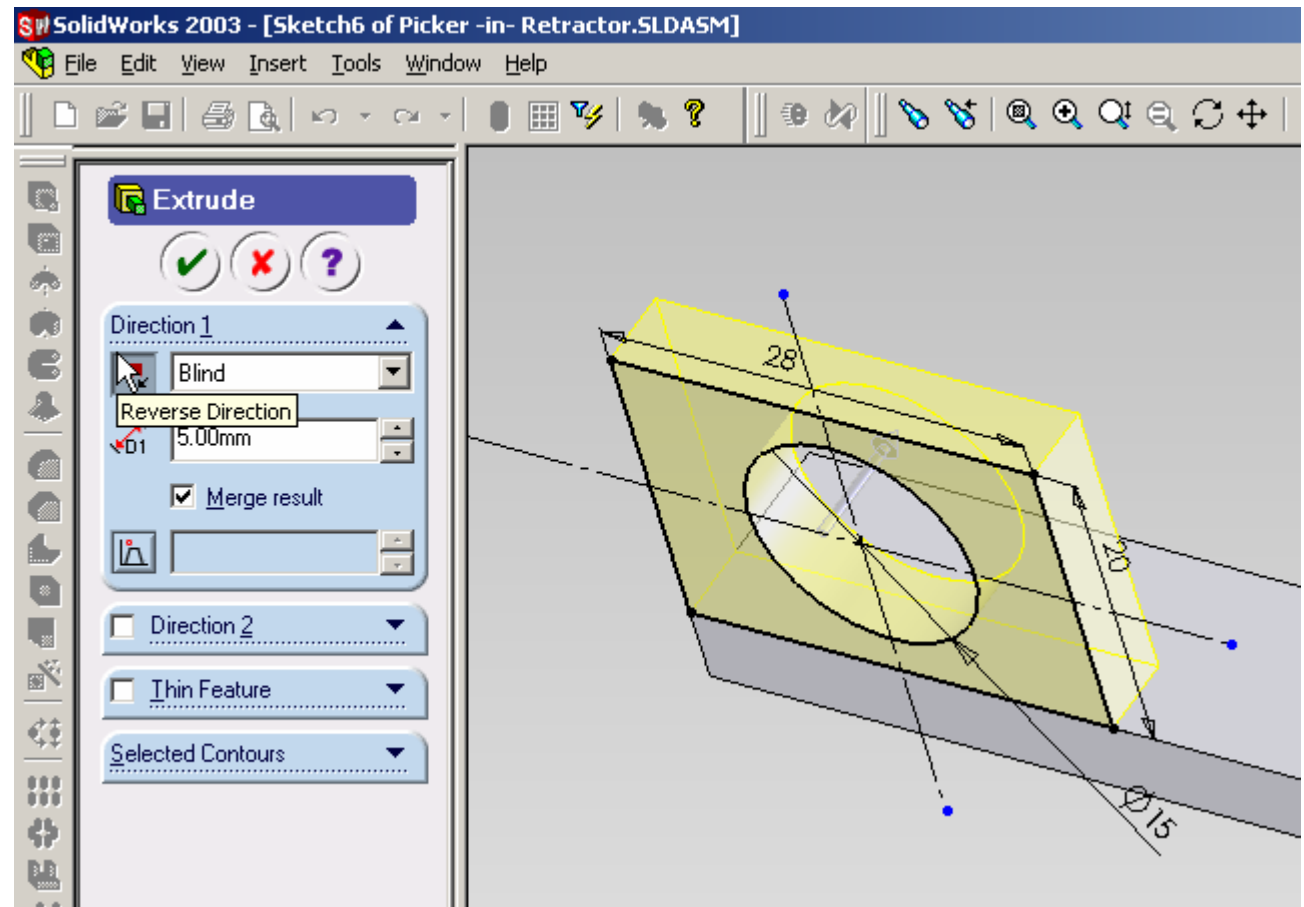 SolidWorks 2003 - [Sketch6 of Picker -in- Retractor.SLDASM]
File Edit View Insert Tools Window Help
Extrude
Direction 1
Blind
Reverse Direction
D1 5.00mm
Merge result
Direction 2
Thin Feature
Selected Contours
28
20
Ø15